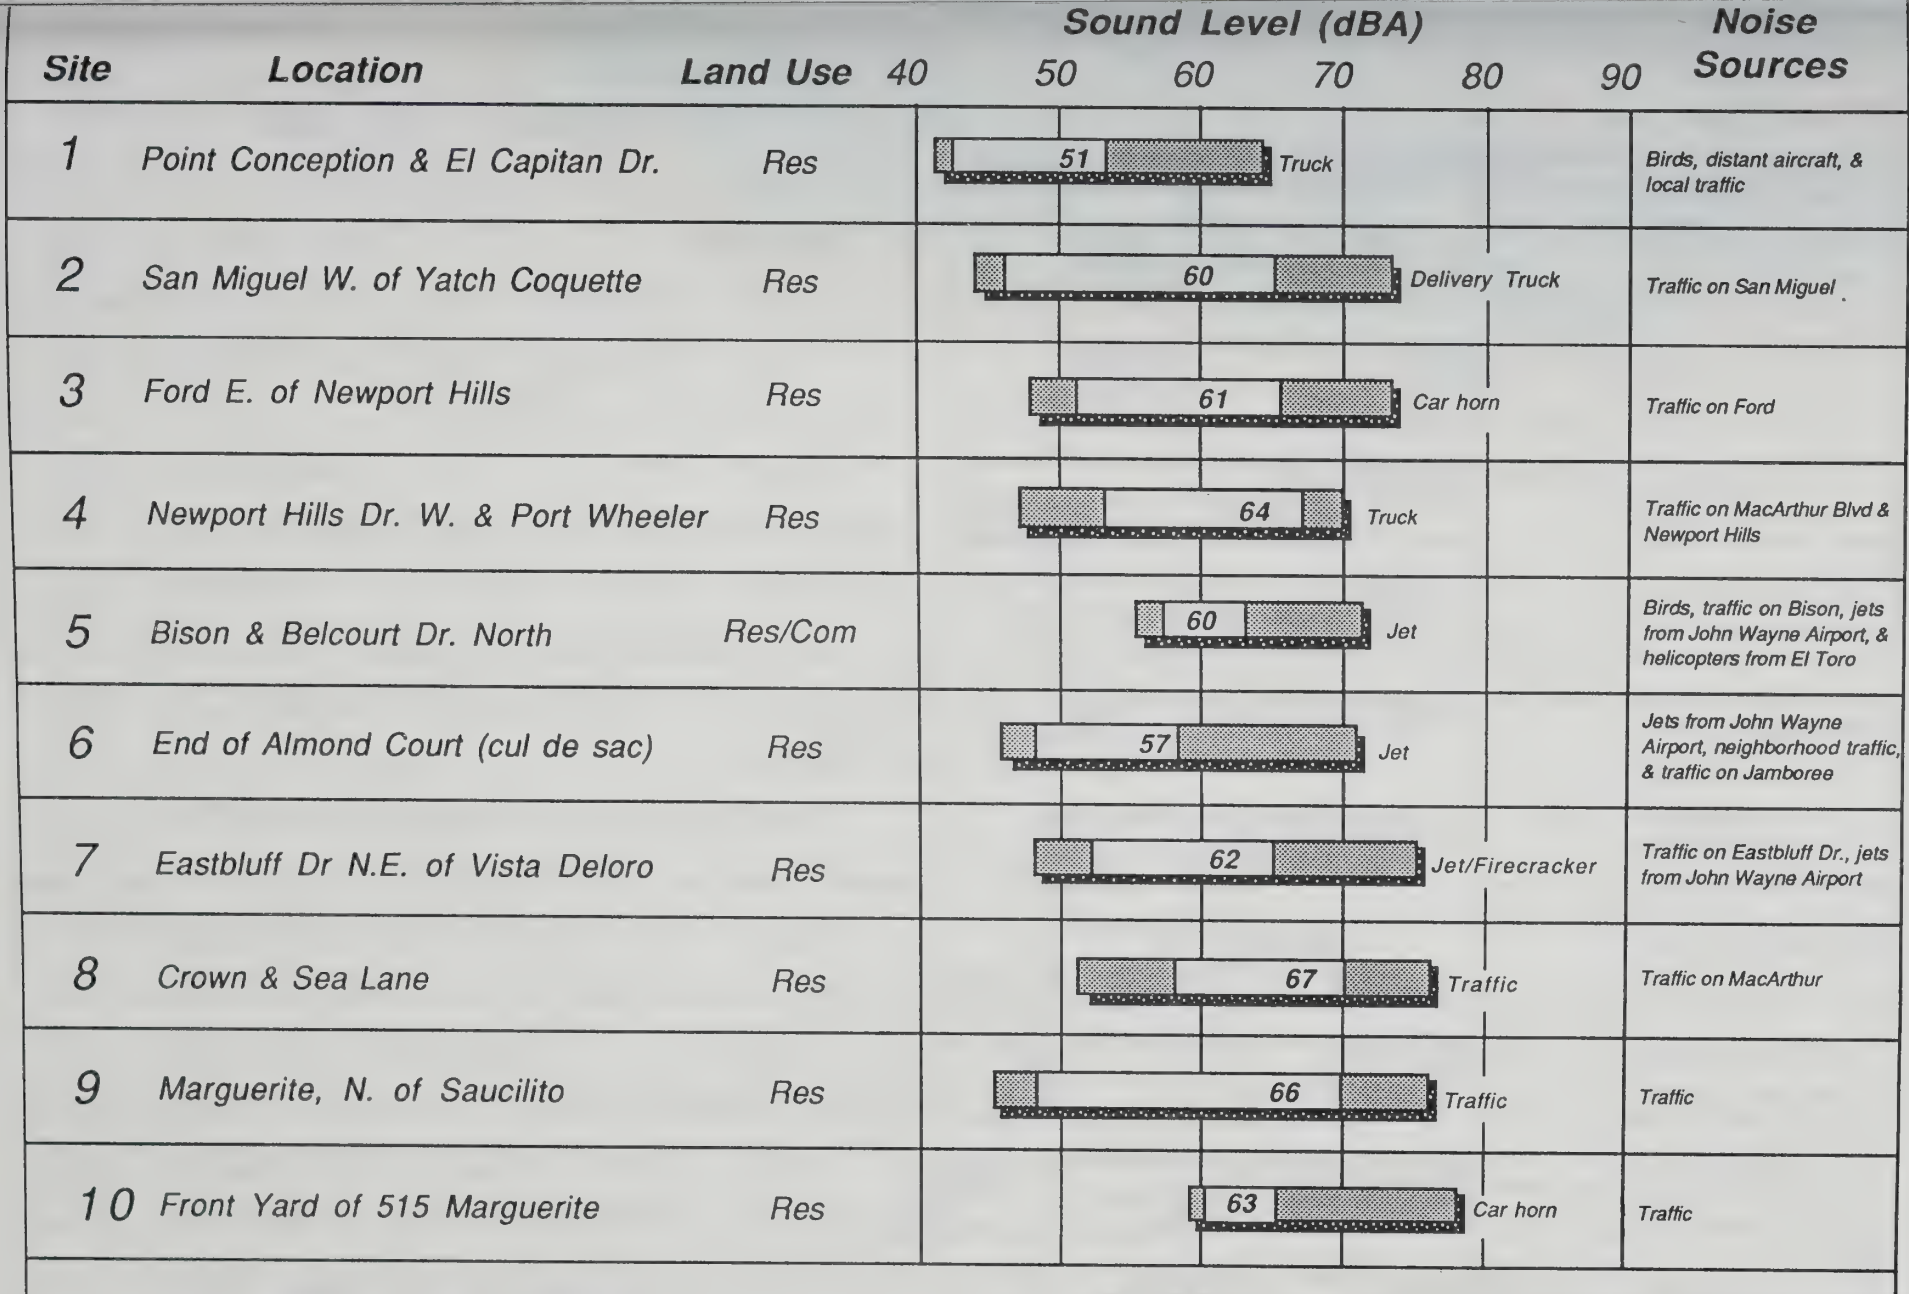 Sound Level (dBA) Noise
Site Location Land Use 40 50 60 70 80 90 Sources
1 Point Conception & El Capitan Dr. Res 51 Truck Birds, distant aircraft, &
local traffic
2 San Miguel W. of Yatch Coquette Res 60 Delivery Truck Traffic on San Miguel
3 Ford E. of Newport Hills Res 61 Car horn Traffic on Ford
4 Newport Hills Dr. W. & Port Wheeler Res 64 Truck Traffic on MacArthur Blvd &
Newport Hills
5 Bison & Belcourt Dr. North Res/Com 60 Jet Birds, traffic on Bison, jets
from John Wayne Airport, &
helicopters from El Toro
6 End of Almond Court (cul de sac) Res 57 Jet Jets from John Wayne
Airport, neighborhood traffic,
& traffic on Jamboree
7 Eastbluff Dr N.E. of Vista Deloro Res 62 Jet/Firecracker Traffic on Eastbluff Dr., jets
from John Wayne Airport
8 Crown & Sea Lane Res 67 Traffic Traffic on MacArthur
9 Marguerite, N. of Saucilito Res 66 Traffic Traffic
10 Front Yard of 515 Marguerite Res 63 Car horn Traffic